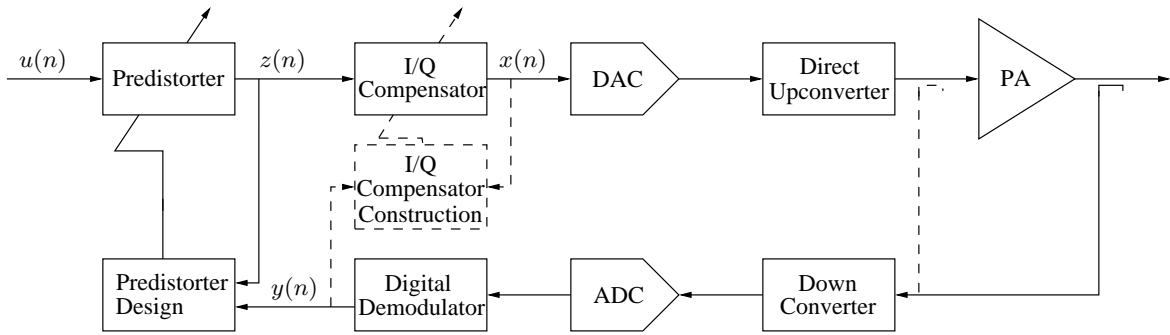 u(n)
Predistorter
z(n)
I/Q
Compensator
x(n)
DAC
Direct
Upconverter
PA
I/Q
Compensator
Construction
Predistorter
Design
y(n)
Digital
Demodulator
ADC
Down
Converter